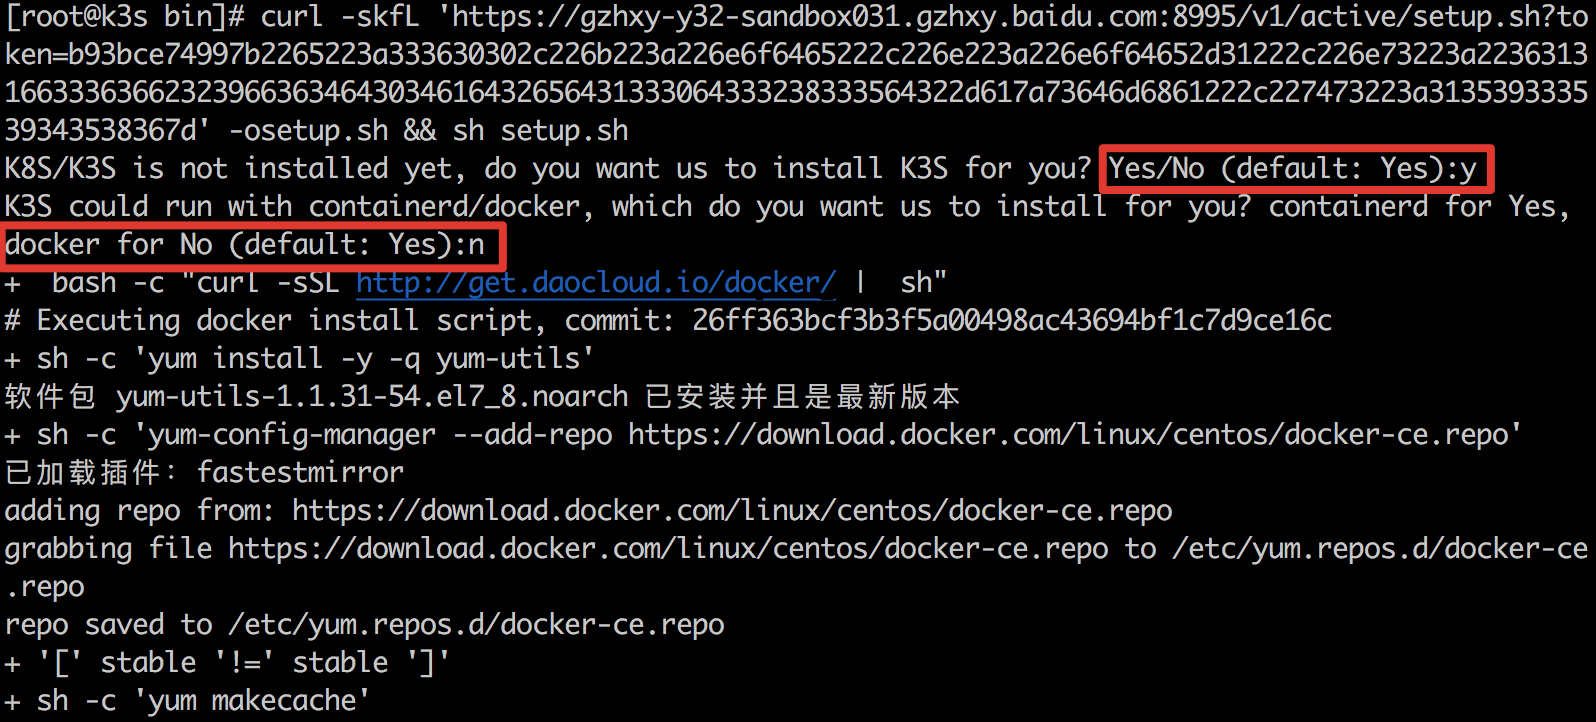 [root@k3s bin]# curl -skfL 'https://gzhxy-y32-sandbox031.gzhxy.baidu.com:8995/v1/active/setup.sh?to
ken=b93bce74997b2265223a333630302c226b223a226e6f6465222c226e223a226e6f64652d31222c226e73223a2236313
1663336366232396636346430346164326564313330643332383335643222d617a73646d6861222c227473223a3135393335
39343538367d' -osetup.sh && sh setup.sh
K8S/K3S is not installed yet, do you want us to install K3S for you? Yes/No (default: Yes):y
K3S could run with containerd/docker, which do you want us to install for you? containerd for Yes,
docker for No (default: Yes):n
+  bash -c "curl -sSL http://get.daocloud.io/docker/ |  sh"
# Executing docker install script, commit: 26ff363bcf3b3f5a00498ac43694bf1c7d9ce16c
+ sh -c 'yum install -y -q yum-utils'
软件包 yum-utils-1.1.31-54.el7_8.noarch 已安装并且是最新版本
+ sh -c 'yum-config-manager --add-repo https://download.docker.com/linux/centos/docker-ce.repo'
已加载插件：fastestmirror
adding repo from: https://download.docker.com/linux/centos/docker-ce.repo
grabbing file https://download.docker.com/linux/centos/docker-ce.repo to /etc/yum.repos.d/docker-ce
.repo
repo saved to /etc/yum.repos.d/docker-ce.repo
+ '[' stable '!=' stable ']'
+ sh -c 'yum makecache'